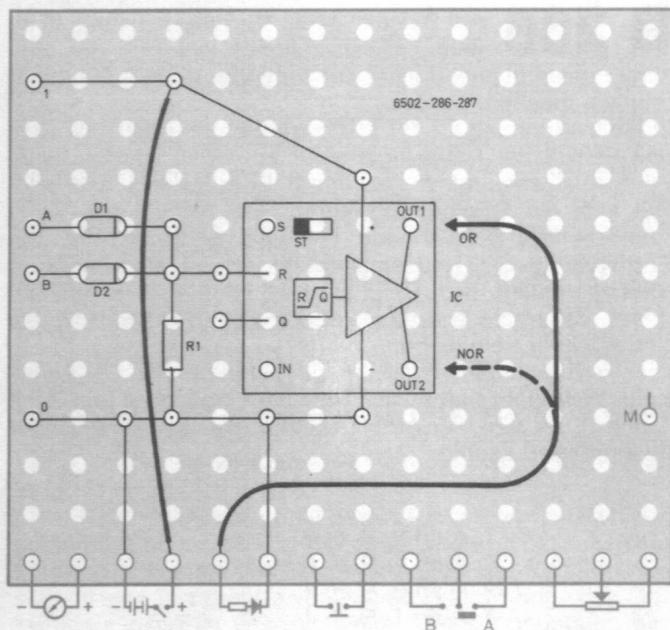 1
6502-286-287
A
D1
S
ST
+
OUT1
OR
B
D2
R
R
Q
IC
Q
R1
IN
-
OUT2
NOR
0
M
- + - + B A